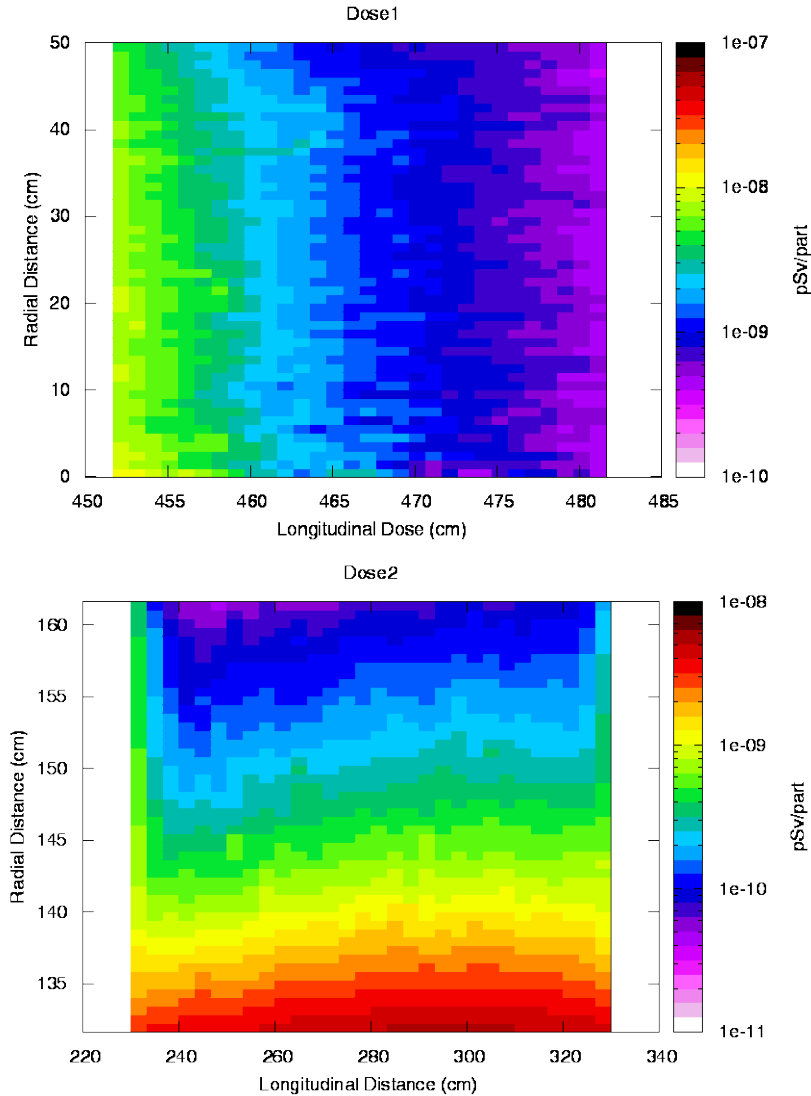 Dose1
50
40
30
20
10
0
Radial Distance (cm)
450 455 460 465 470 475 480 485
Longitudinal Dose (cm)
1e-07
1e-08
1e-09
1e-10
pSv/part
Dose2
160
155
150
145
140
135
Radial Distance (cm)
220 240 260 280 300 320 340
Longitudinal Distance (cm)
1e-08
1e-09
1e-10
1e-11
pSv/part